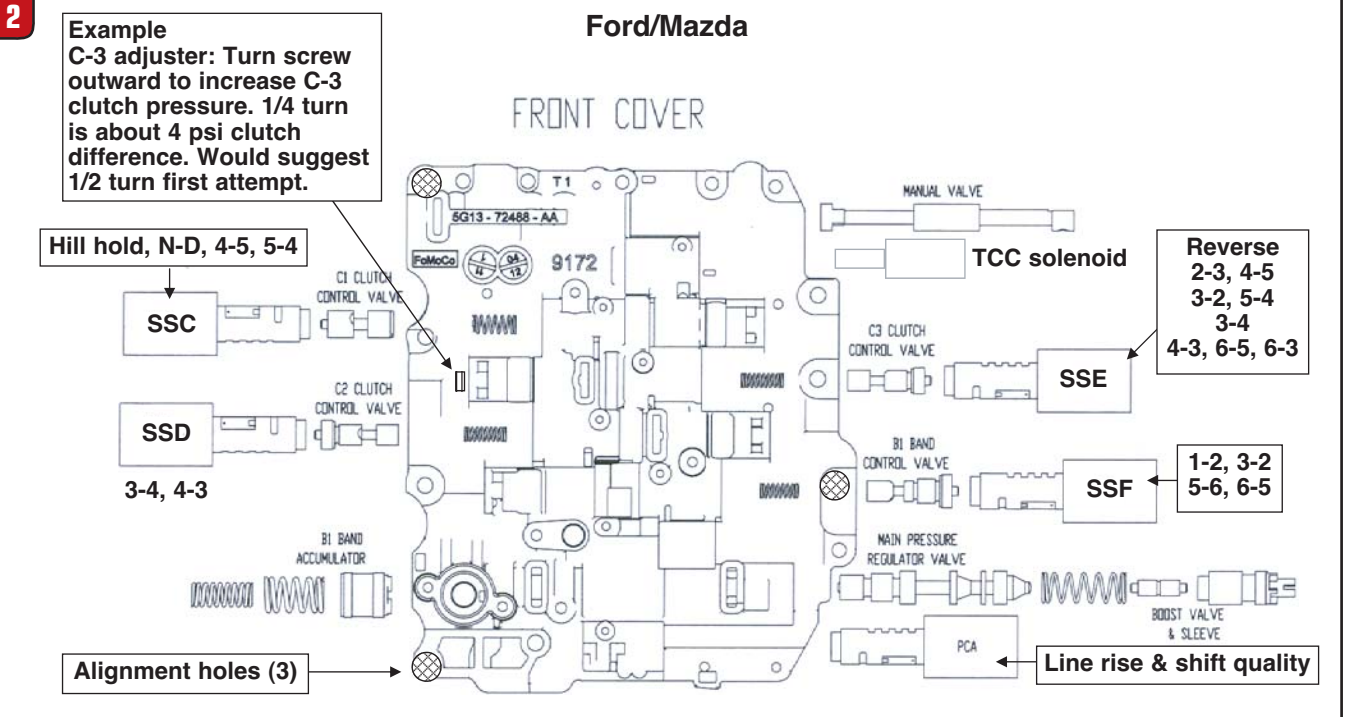 2
Ford/Mazda
Example
C-3 adjuster: Turn screw
outward to increase C-3
clutch pressure. 1/4 turn
is about 4 psi clutch
difference. Would suggest
1/2 turn first attempt.
FRONT COVER
T1
5G13 - 72488 - AA
FoMoCo
04
12
9172
MANUAL VALVE
TCC solenoid
Hill hold, N-D, 4-5, 5-4
C1 CLUTCH
CONTROL VALVE
SSC
C2 CLUTCH
CONTROL VALVE
SSD
3-4, 4-3
Reverse
2-3, 4-5
3-2, 5-4
3-4
4-3, 6-5, 6-3
C3 CLUTCH
CONTROL VALVE
SSE
B1 BAND
CONTROL VALVE
SSF
1-2, 3-2
5-6, 6-5
B1 BAND
ACCUMULATOR
MAIN PRESSURE
REGULATOR VALVE
BOOST VALVE
& SLEEVE
PCA
Line rise & shift quality
Alignment holes (3)